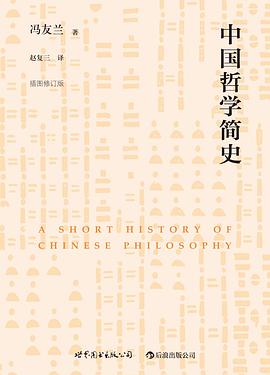 冯友兰 著
赵复三 译
插图修订版
中国哲学简史
A SHORT HISTORY OF
CHINESE PHILOSOPHY
世界图书出版公司
后浪出版公司